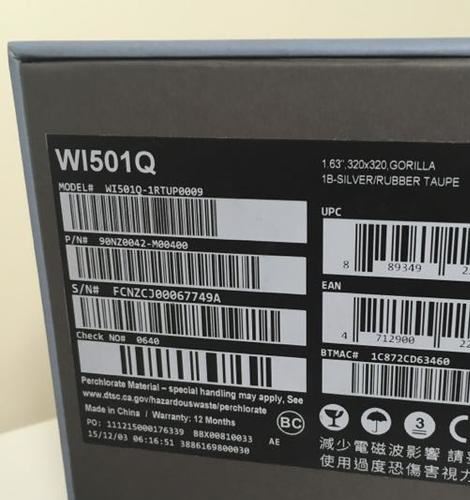 WI501Q
1.63",320x320,GORILLA
1B-SILVER/RUBBER TAUPE
MODEL# WI501Q-1RTUP0009
P/N# 90NZ0042-M00400
S/N# FCNZCJ00067749A
Check NO# 0640
UPC
8 89349 2
EAN
4 712900 22
BTMAC# 1C872CD63460
Perchlorate Material – special handling may apply, See
www.dtsc.ca.gov/hazardouswaste/perchlorate
Made in China / Warranty: 12 Months
PO: 111215000176339 BBX00810033 AE
15/12/03 06:16:51 3886169800030
BC
3
減少電磁波影響 請
使用過度恐傷害視力